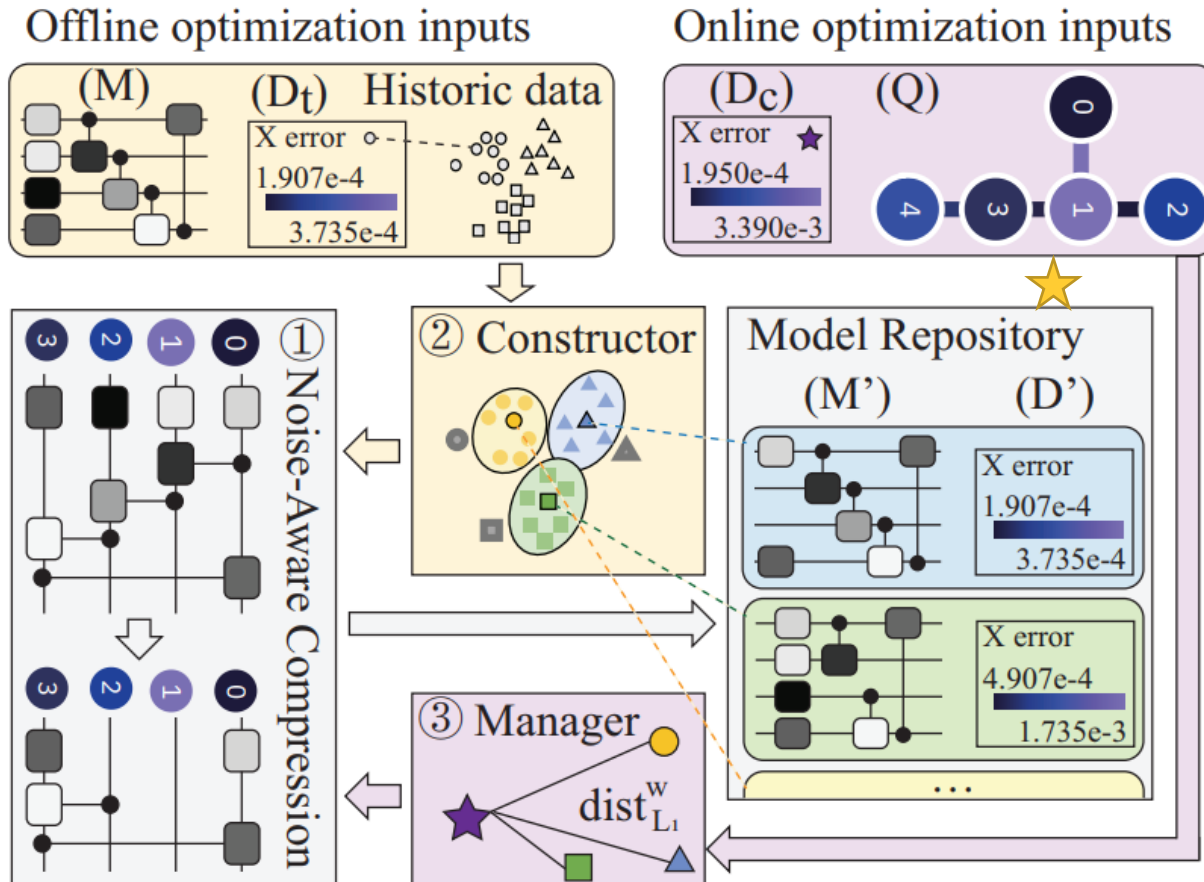 Offline optimization inputs
(M)
(Dt)
Historic data
X error
1.907e-4
3.735e-4
Online optimization inputs
(Dc)
(Q)
X error
1.950e-4
3.390e-3
0
4
3
1
2
3
2
1
0
① Noise-Aware Compression
3
2
1
0
② Constructor
③ Manager
dist^w_L1
Model Repository
(M’)
(D’)
X error
1.907e-4
3.735e-4
X error
4.907e-4
1.735e-3
...